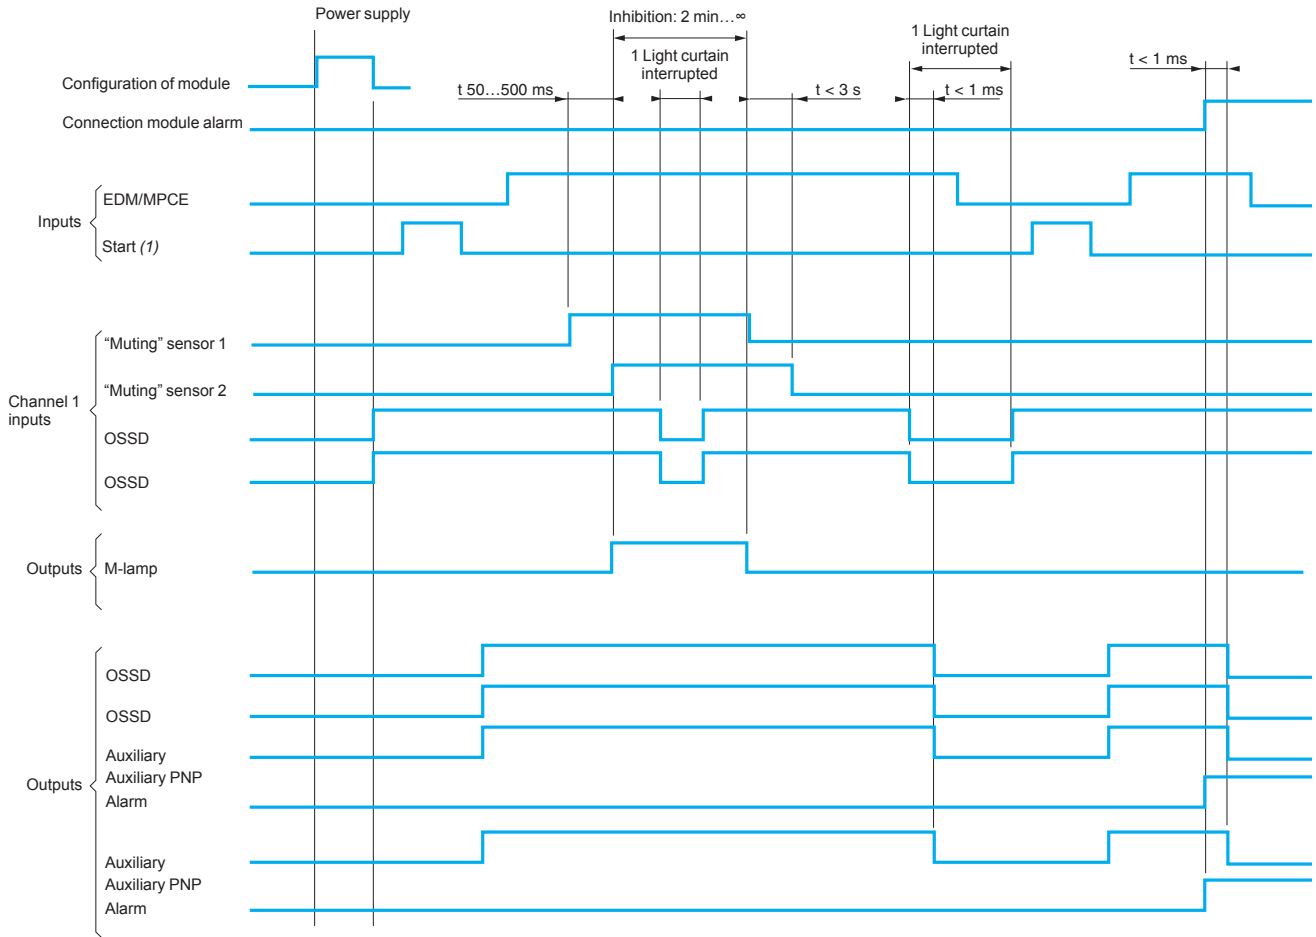 Power supply
Inhibition: 2 min…∞
1 Light curtain
interrupted
1 Light curtain
interrupted
t < 1 ms
Configuration of module
t 50…500 ms
t < 3 s
t < 1 ms
Connection module alarm
Inputs
EDM/MPCE
Start (1)
Channel 1
inputs
“Muting” sensor 1
“Muting” sensor 2
OSSD
OSSD
Outputs
M-lamp
Outputs
OSSD
OSSD
Auxiliary
Auxiliary PNP
Alarm
Auxiliary
Auxiliary PNP
Alarm